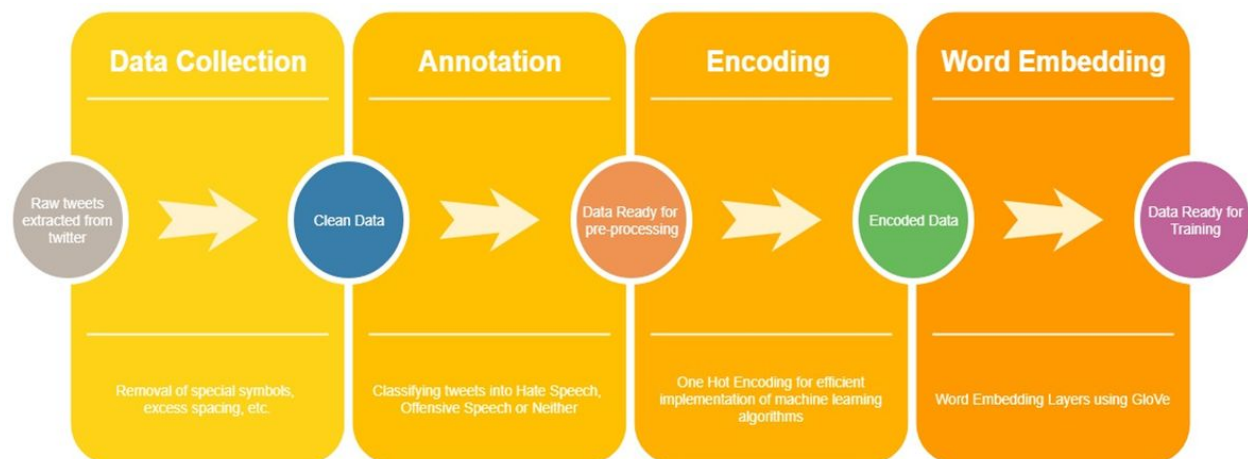 Data Collection
Annotation
Encoding
Word Embedding
Raw tweets
extracted from
twitter
Clean Data
Data Ready for
pre-processing
Encoded Data
Data Ready for
Training
Removal of special symbols,
excess spacing, etc.
Classifying tweets into Hate Speech,
Offensive Speech or Neither
One Hot Encoding for efficient
implementation of machine learning
algorithms
Word Embedding Layers using GloVe